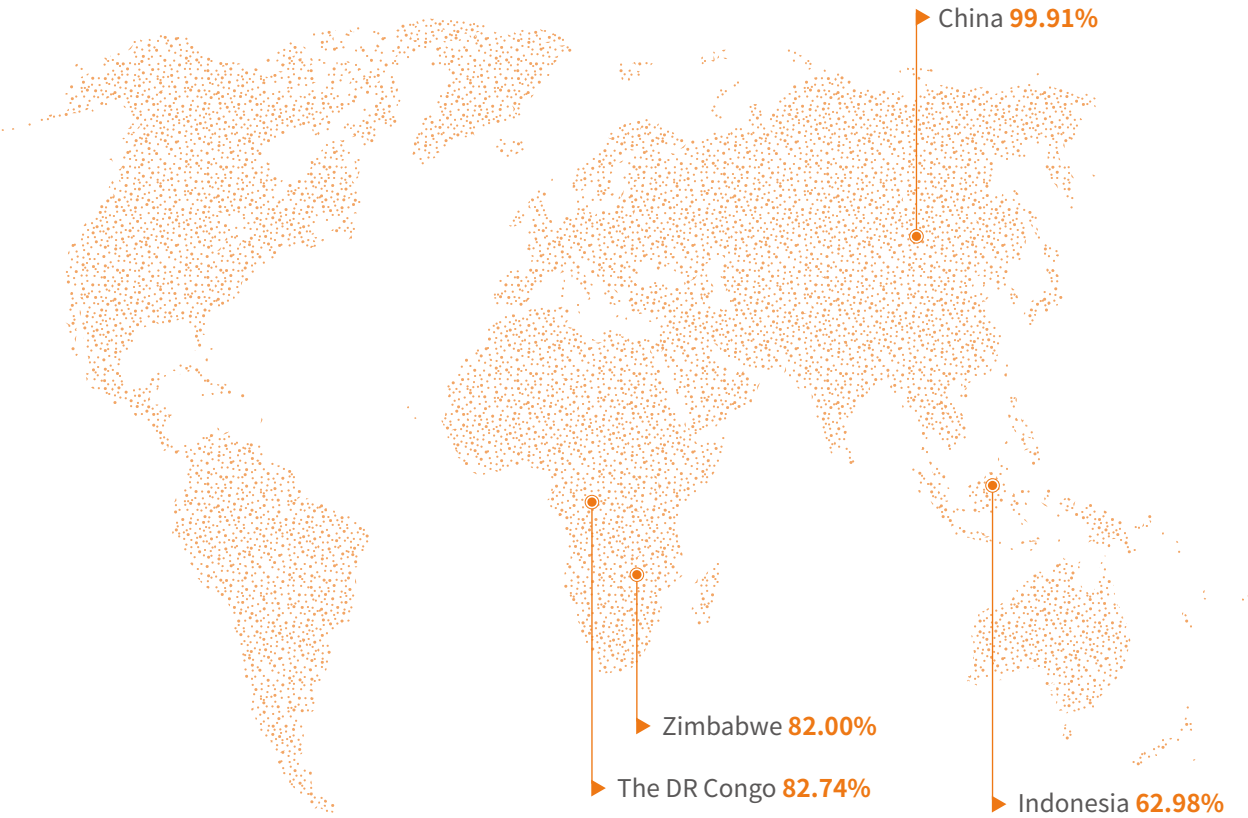 China 99.91%
Zimbabwe 82.00%
The DR Congo 82.74%
Indonesia 62.98%